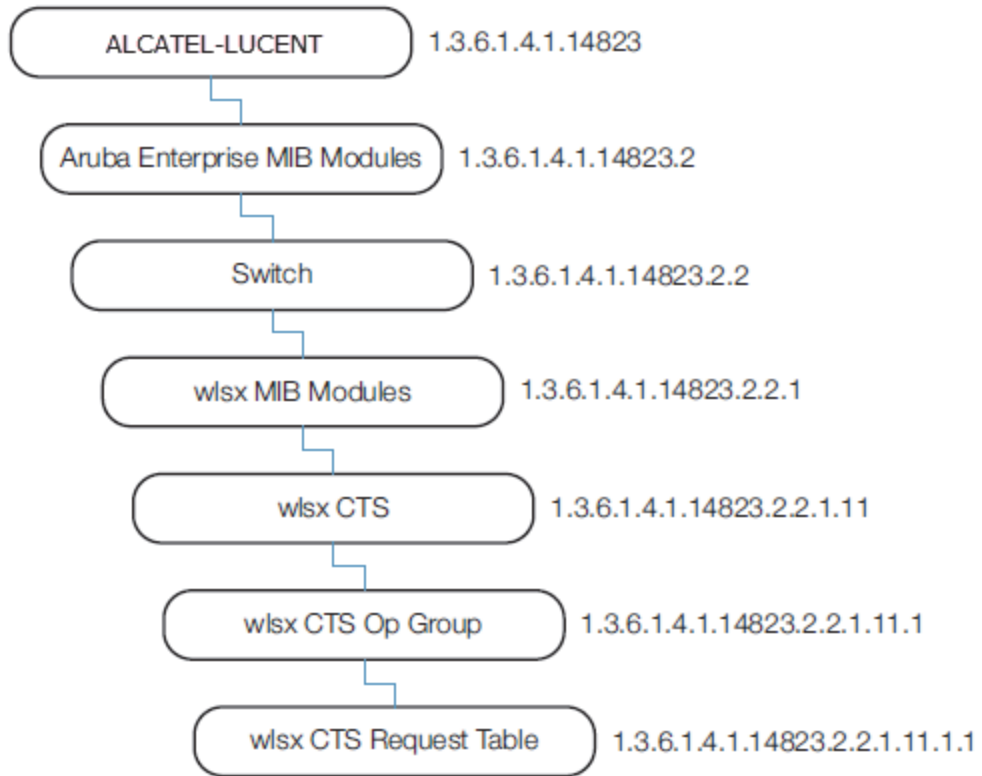 ALCATEL-LUCENT 1.3.6.1.4.1.14823
Aruba Enterprise MIB Modules 1.3.6.1.4.1.14823.2
Switch 1.3.6.1.4.1.14823.2.2
wlsx MIB Modules 1.3.6.1.4.1.14823.2.2.1
wlsx CTS 1.3.6.1.4.1.14823.2.2.1.11
wlsx CTS Op Group 1.3.6.1.4.1.14823.2.2.1.11.1
wlsx CTS Request Table 1.3.6.1.4.1.14823.2.2.1.11.1.1